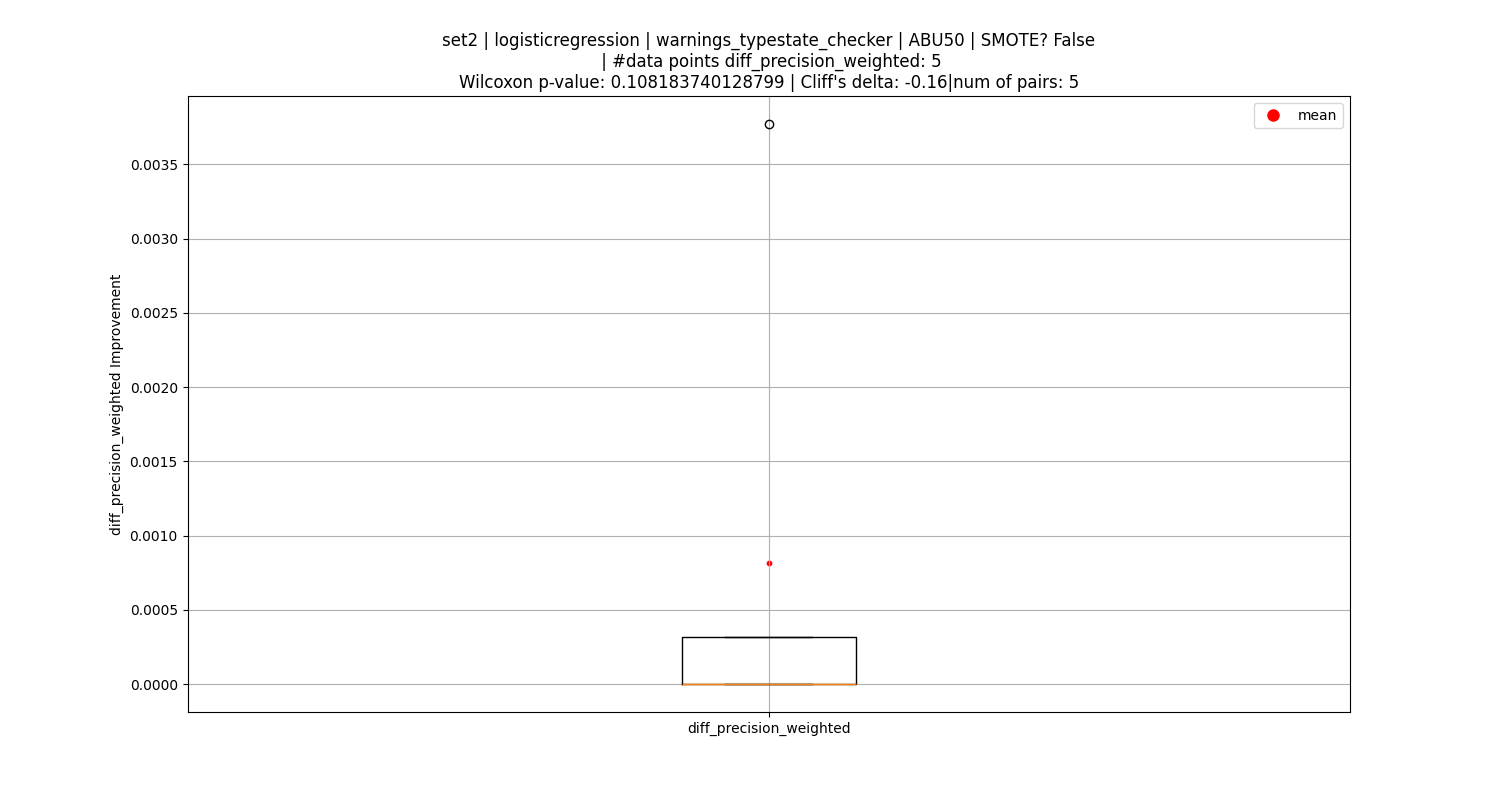 set2 | logisticregression | warnings_typestate_checker | ABU50 | SMOTE? False
| #data points diff_precision_weighted: 5
Wilcoxon p-value: 0.108183740128799 | Cliff's delta: -0.16|num of pairs: 5
mean
0.0035
0.0030
0.0025
0.0020
0.0015
0.0010
0.0005
0.0000
diff_precision_weighted Improvement
diff_precision_weighted